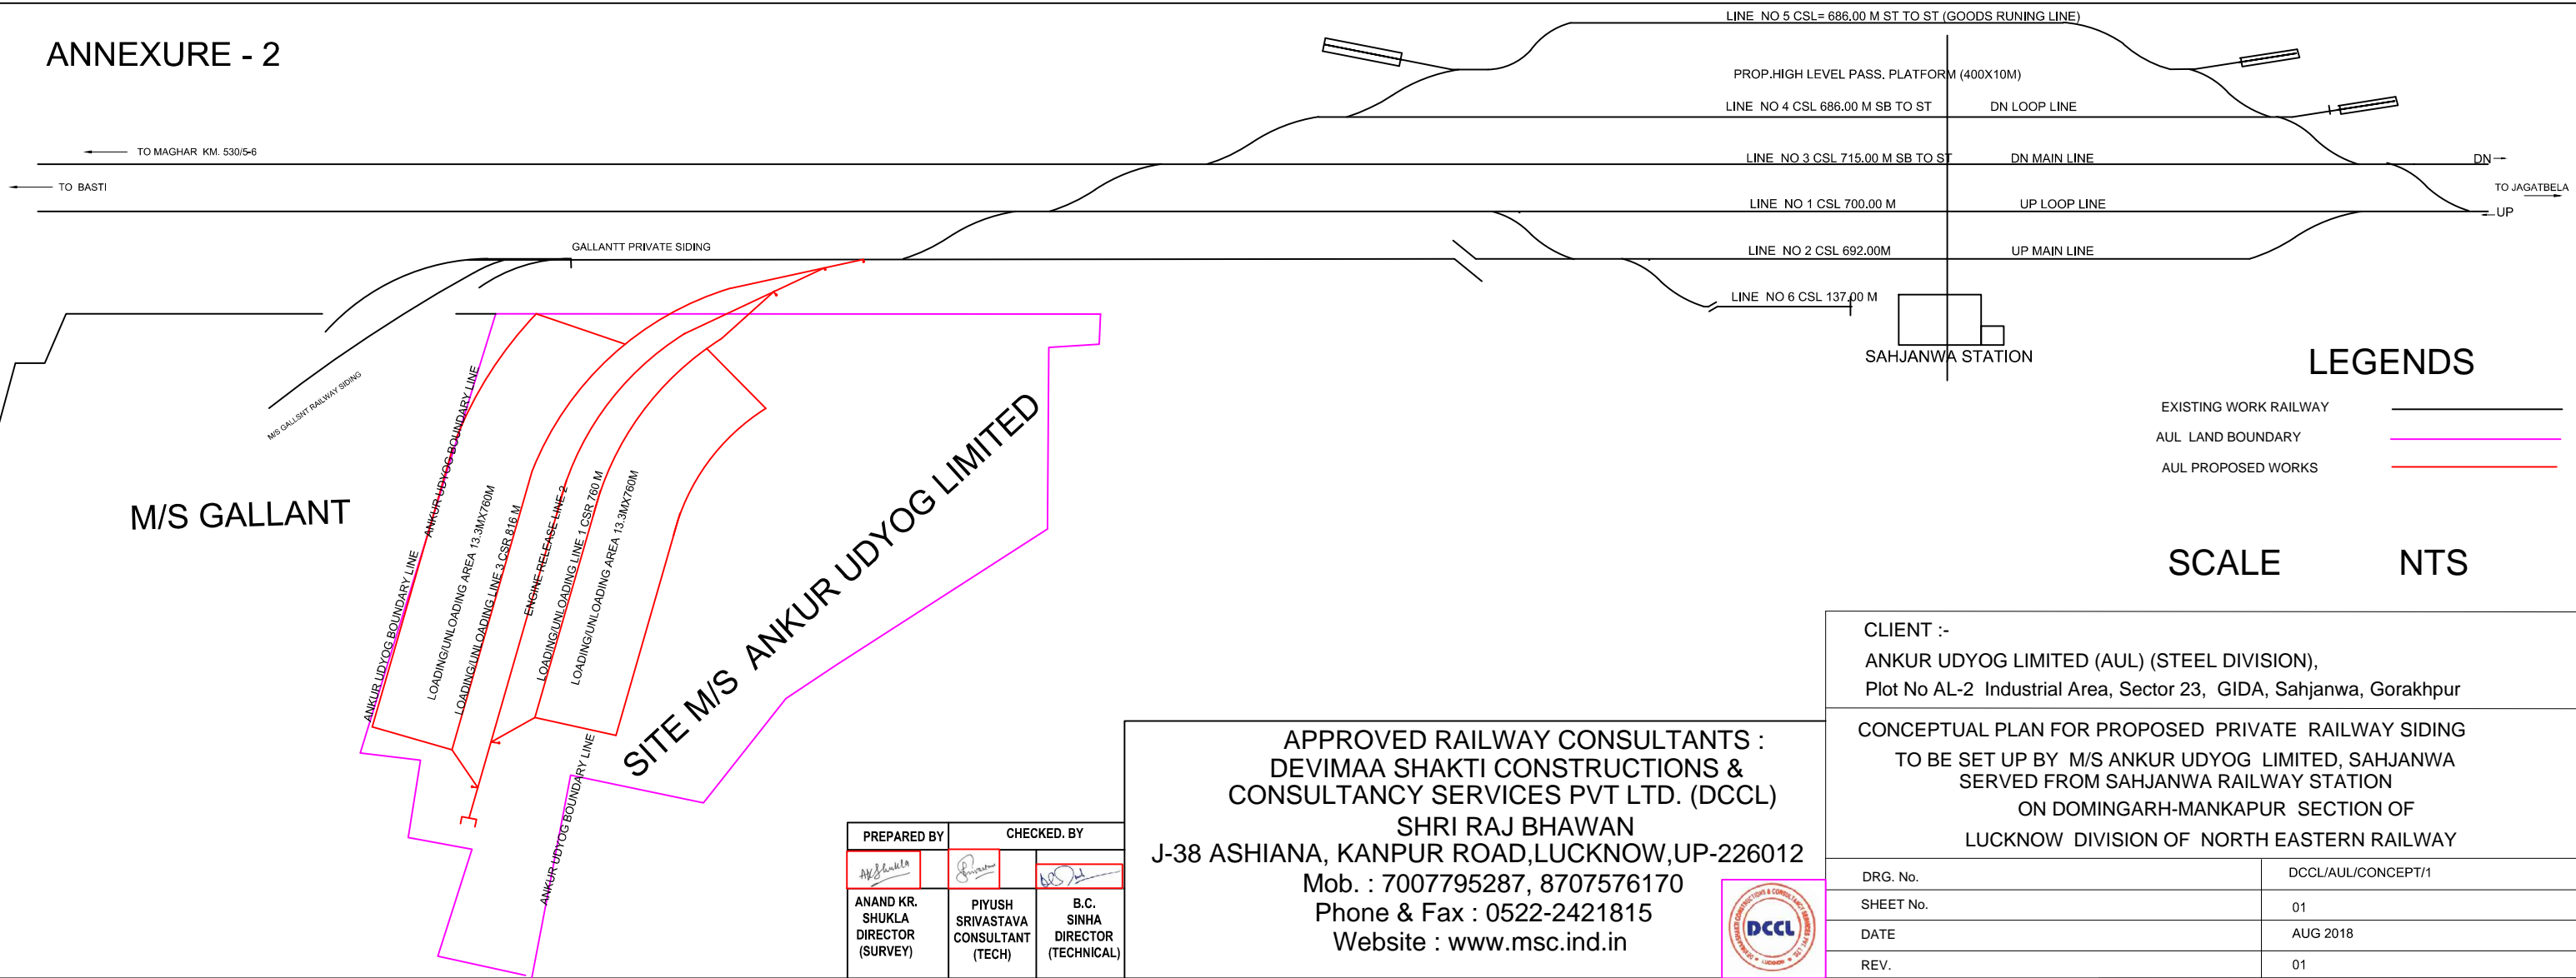 ANNEXURE - 2
LINE NO 5 CSL= 686.00 M ST TO ST (GOODS RUNING LINE)
PROP.HIGH LEVEL PASS. PLATFORM (400X10M)
LINE NO 4 CSL 686.00 M SB TO ST DN LOOP LINE
TO MAGHAR KM. 530/5-6
LINE NO 3 CSL 715.00 M SB TO ST DN MAIN LINE
DN
TO BASTI
TO JAGATBELA
LINE NO 1 CSL 700.00 M UP LOOP LINE
UP
GALLANTT PRIVATE SIDING
LINE NO 2 CSL 692.00M UP MAIN LINE
LINE NO 6 CSL 137.00 M
SAHJANWA STATION
M/S GALLSNT RAILWAY SIDING
M/S GALLANT
ANKUR UDYOG BOUNDARY LINE
ANKUR UDYOG BOUNDARY LINE
LOADING/UNLOADING AREA 13.3MX760M
LOADING/UNLOADING LINE 3 CSR 816 M
ENGINE RELEASE LINE 2
LOADING/UNLOADING LINE 1 CSR 760 M
LOADING/UNLOADING AREA 13.3MX760M
ANKUR UDYOG BOUNDARY LINE
SITE M/S ANKUR UDYOG LIMITED
LEGENDS
EXISTING WORK RAILWAY
AUL LAND BOUNDARY
AUL PROPOSED WORKS
SCALE NTS
PREPARED BY
CHECKED. BY
ANAND KR.
SHUKLA
DIRECTOR
(SURVEY)
PIYUSH
SRIVASTAVA
CONSULTANT
(TECH)
B.C.
SINHA
DIRECTOR
(TECHNICAL)
APPROVED RAILWAY CONSULTANTS :
DEVIMAA SHAKTI CONSTRUCTIONS &
CONSULTANCY SERVICES PVT LTD. (DCCL)
SHRI RAJ BHAWAN
J-38 ASHIANA, KANPUR ROAD,LUCKNOW,UP-226012
Mob. : 7007795287, 8707576170
Phone & Fax : 0522-2421815
Website : www.msc.ind.in
DCCL
CLIENT :-
ANKUR UDYOG LIMITED (AUL) (STEEL DIVISION),
Plot No AL-2 Industrial Area, Sector 23, GIDA, Sahjanwa, Gorakhpur
CONCEPTUAL PLAN FOR PROPOSED PRIVATE RAILWAY SIDING
TO BE SET UP BY M/S ANKUR UDYOG LIMITED, SAHJANWA
SERVED FROM SAHJANWA RAILWAY STATION
ON DOMINGARH-MANKAPUR SECTION OF
LUCKNOW DIVISION OF NORTH EASTERN RAILWAY
DRG. No. DCCL/AUL/CONCEPT/1
SHEET No. 01
DATE AUG 2018
REV. 01